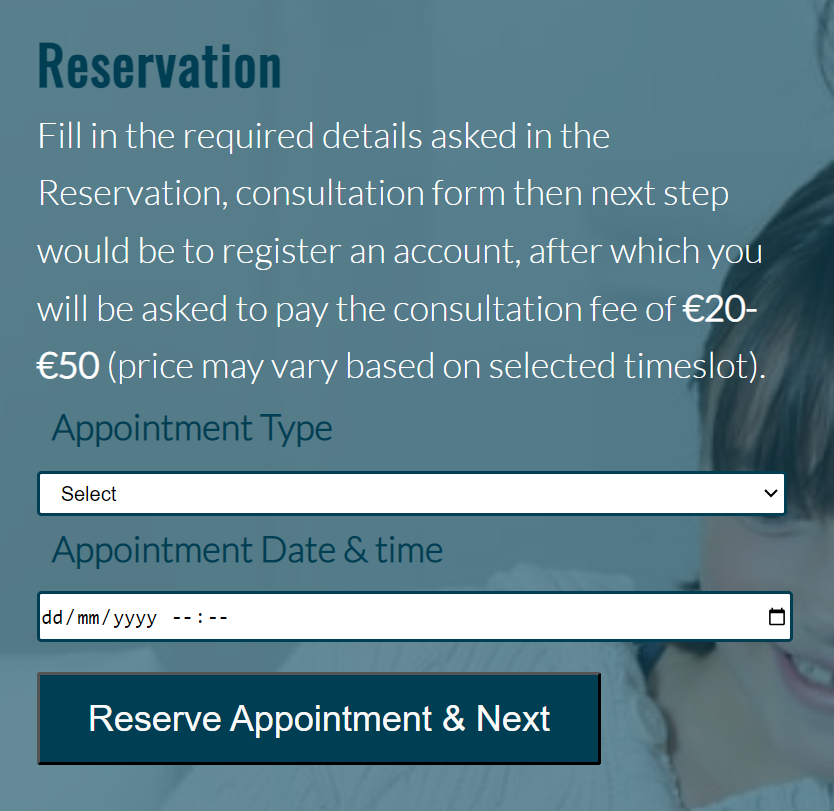 Reservation
Fill in the required details asked in the
Reservation, consultation form then next step
would be to register an account, after which you
will be asked to pay the consultation fee of €20-
€50 (price may vary based on selected timeslot).
Appointment Type
Select
Appointment Date & time
dd/mm/yyyy --:--
Reserve Appointment & Next